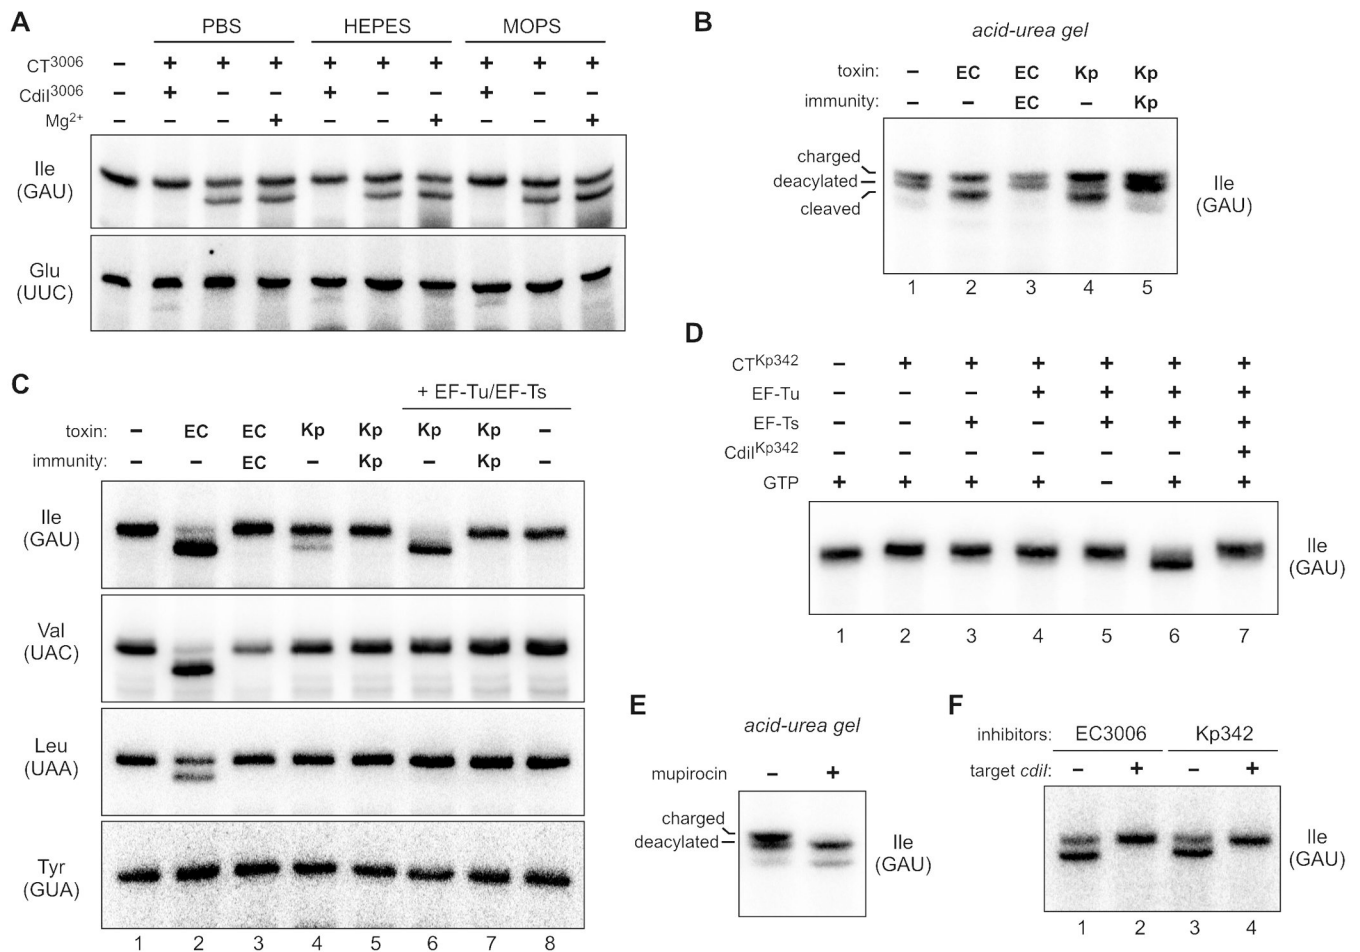 A
PBS HEPES MOPS
CT3006 – + + + + + + + + +
CdiI3006 – + – – + – – + – –
Mg2+ – – – + – – + – – +
Ile
(GAU)
Glu
(UUC)
B
acid-urea gel
toxin: – EC EC Kp Kp
immunity: – – EC – Kp
charged
deacylated
cleaved
Ile
(GAU)
1 2 3 4 5
C
+ EF-Tu/EF-Ts
toxin: – EC EC Kp Kp Kp Kp –
immunity: – – EC – Kp – Kp –
Ile
(GAU)
Val
(UAC)
Leu
(UAA)
Tyr
(GUA)
1 2 3 4 5 6 7 8
D
CTKp342 – + + + + + +
EF-Tu – – – + + + +
EF-Ts – – + – + + +
CdiIKp342 – – – – – – +
GTP + + + + – + +
Ile
(GAU)
1 2 3 4 5 6 7
E
acid-urea gel
mupirocin – +
charged
deacylated
Ile
(GAU)
F
inhibitors: EC3006 Kp342
target cdiI: – + – +
Ile
(GAU)
1 2 3 4